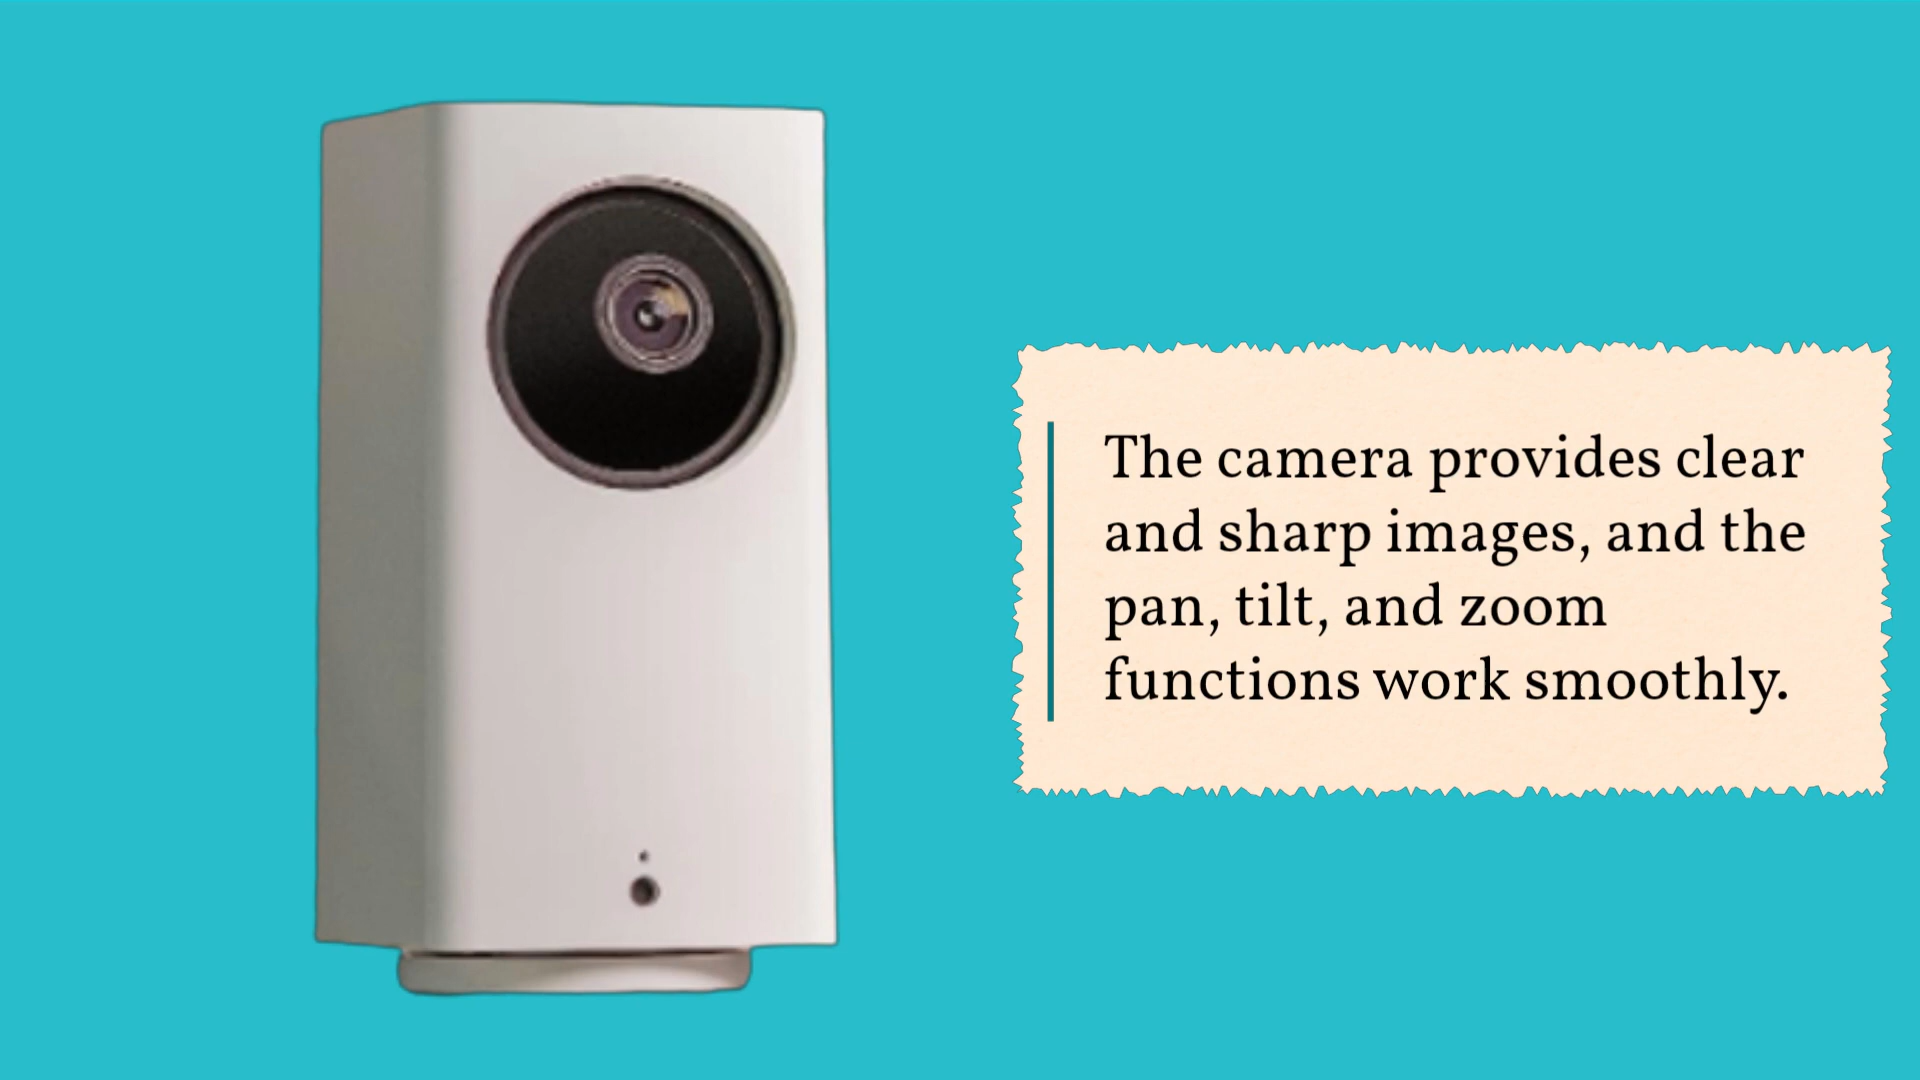 The camera provides clear
and sharp images, and the
pan, tilt, and zoom
functions work smoothly.